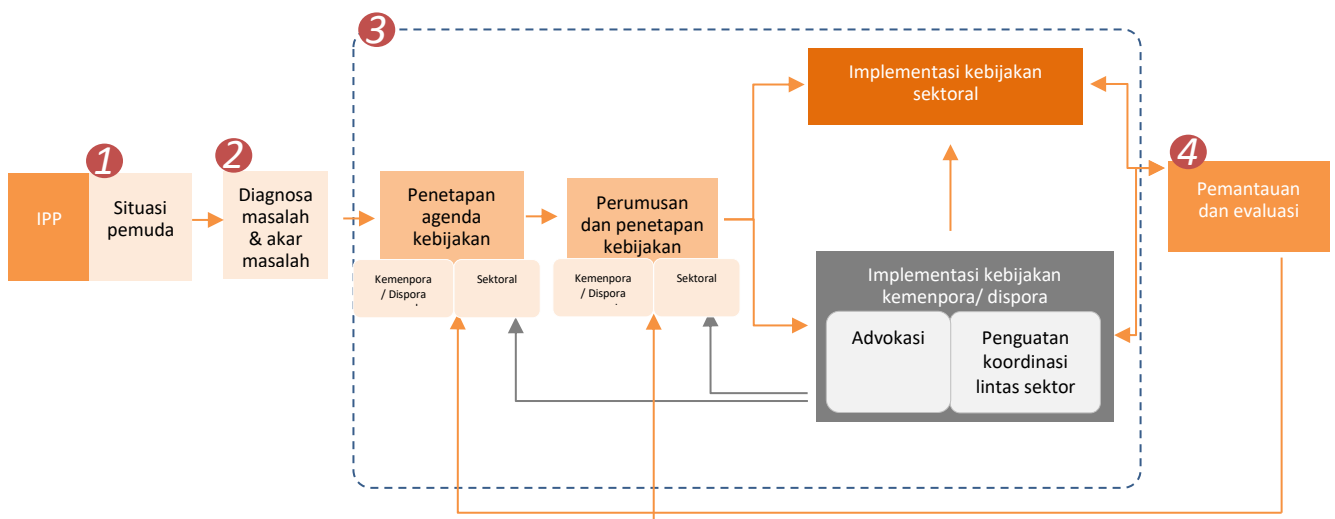 3
Implementasi kebijakan
sektoral
1
2
4
IPP
Situasi
pemuda
Diagnosa
masalah
& akar
masalah
Penetapan
agenda
kebijakan
Perumusan
dan penetapan
kebijakan
Pemantauan
dan evaluasi
Kemenpora
/ Dispora
Sektoral
Kemenpora
/ Dispora
Sektoral
Implementasi kebijakan
kemenpora/ dispora
Advokasi
Penguatan
koordinasi
lintas sektor